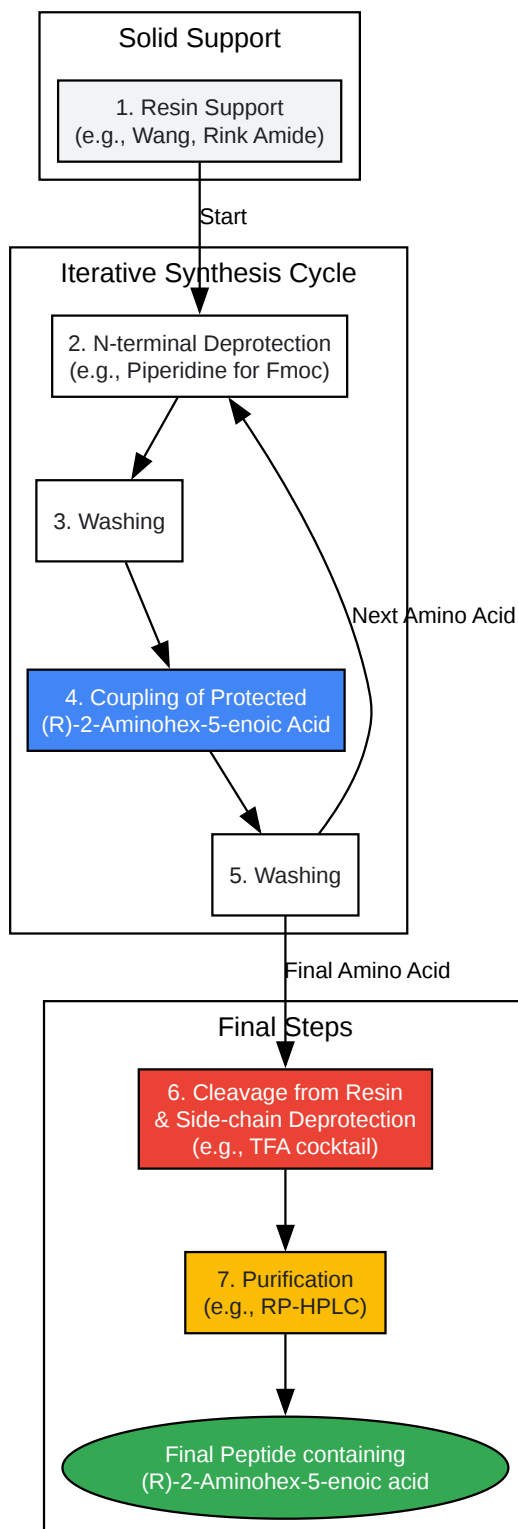 Solid Support
1. Resin Support
(e.g., Wang, Rink Amide)
Start
Iterative Synthesis Cycle
2. N-terminal Deprotection
(e.g., Piperidine for Fmoc)
3. Washing
Next Amino Acid
4. Coupling of Protected
(R)-2-Aminohex-5-enoic Acid
5. Washing
Final Amino Acid
Final Steps
6. Cleavage from Resin
& Side-chain Deprotection
(e.g., TFA cocktail)
7. Purification
(e.g., RP-HPLC)
Final Peptide containing
(R)-2-Aminohex-5-enoic acid